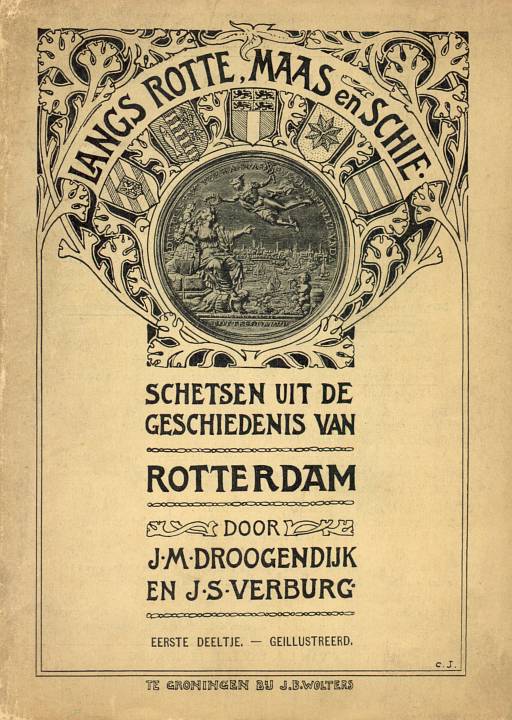 LANGS ROTTE, MAAS en SCHIE.
SCHETSEN UIT DE
GESCHIEDENIS VAN
ROTTERDAM
DOOR
J. M. DROOGENDIJK
EN J. S. VERBURG.
EERSTE DEELTJE. — GEILLUSTREERD.
C. J.
TE GRONINGEN BIJ J.B.WOLTERS